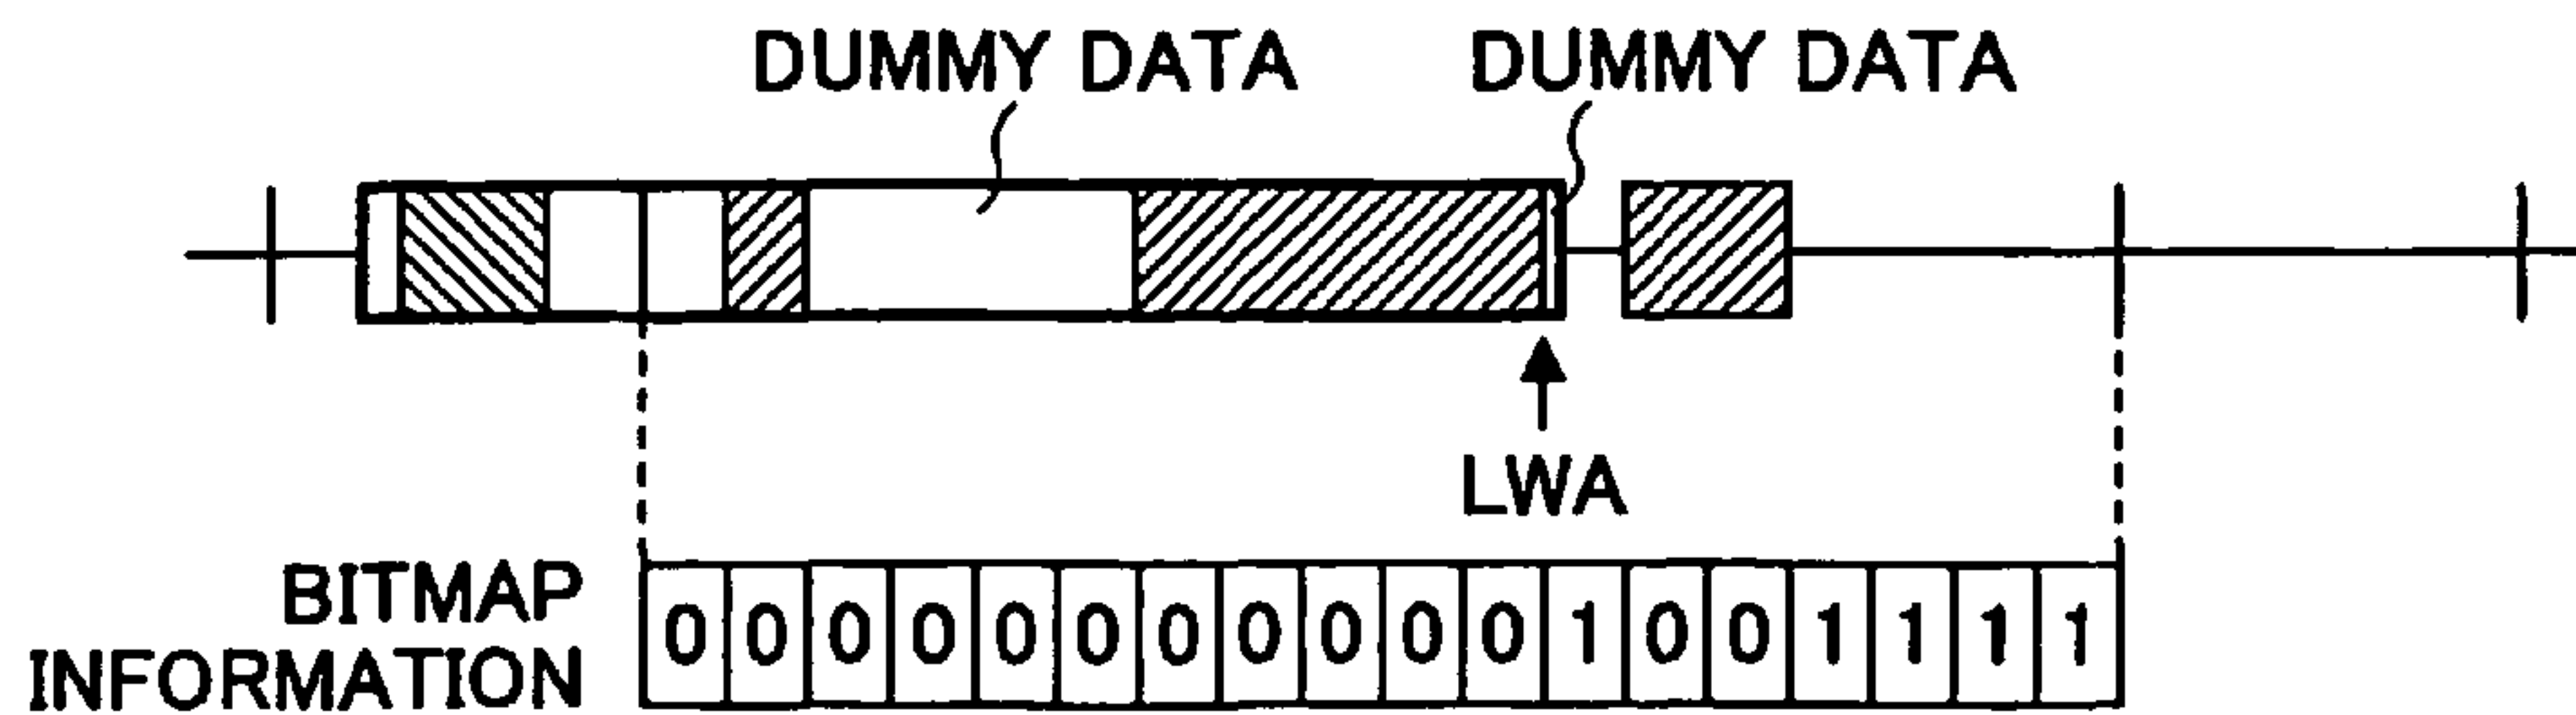 DUMMY DATA DUMMY DATA
LWA
BITMAP
INFORMATION
0 0 0 0 0 0 0 0 0 0 0 1 0 0 1 1 1 1